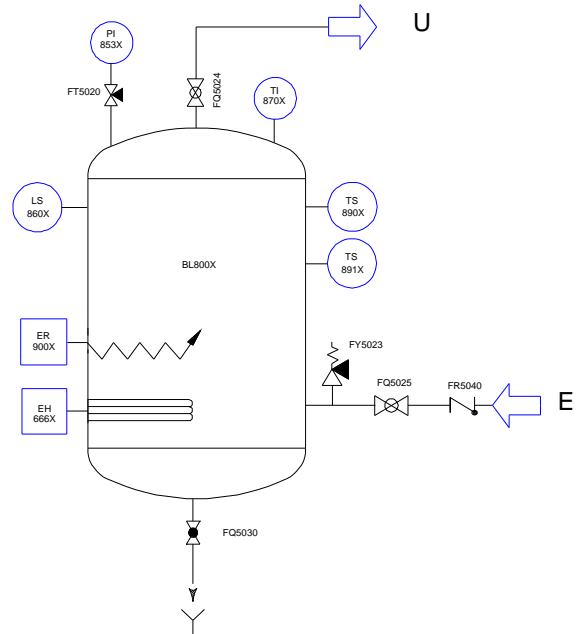 U
PI
853X
FT5020
FQ5024
TI
870X
LS
860X
TS
890X
BL800X
TS
891X
ER
900X
FY5023
FQ5025
FR5040
E
EH
666X
FQ5030